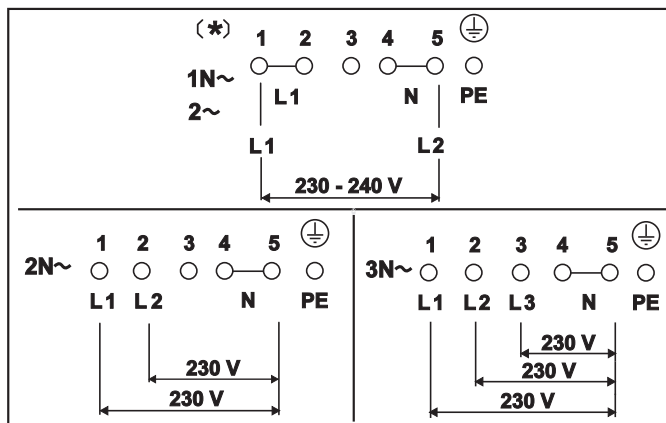 (*) 1 2 3 4 5
1N~ L1 N PE
2~
L1 L2
230 - 240 V
1 2 3 4 5
2N~
L1 L2 N PE
230 V
230 V
1 2 3 4 5
3N~
L1 L2 L3 N PE
230 V
230 V
230 V